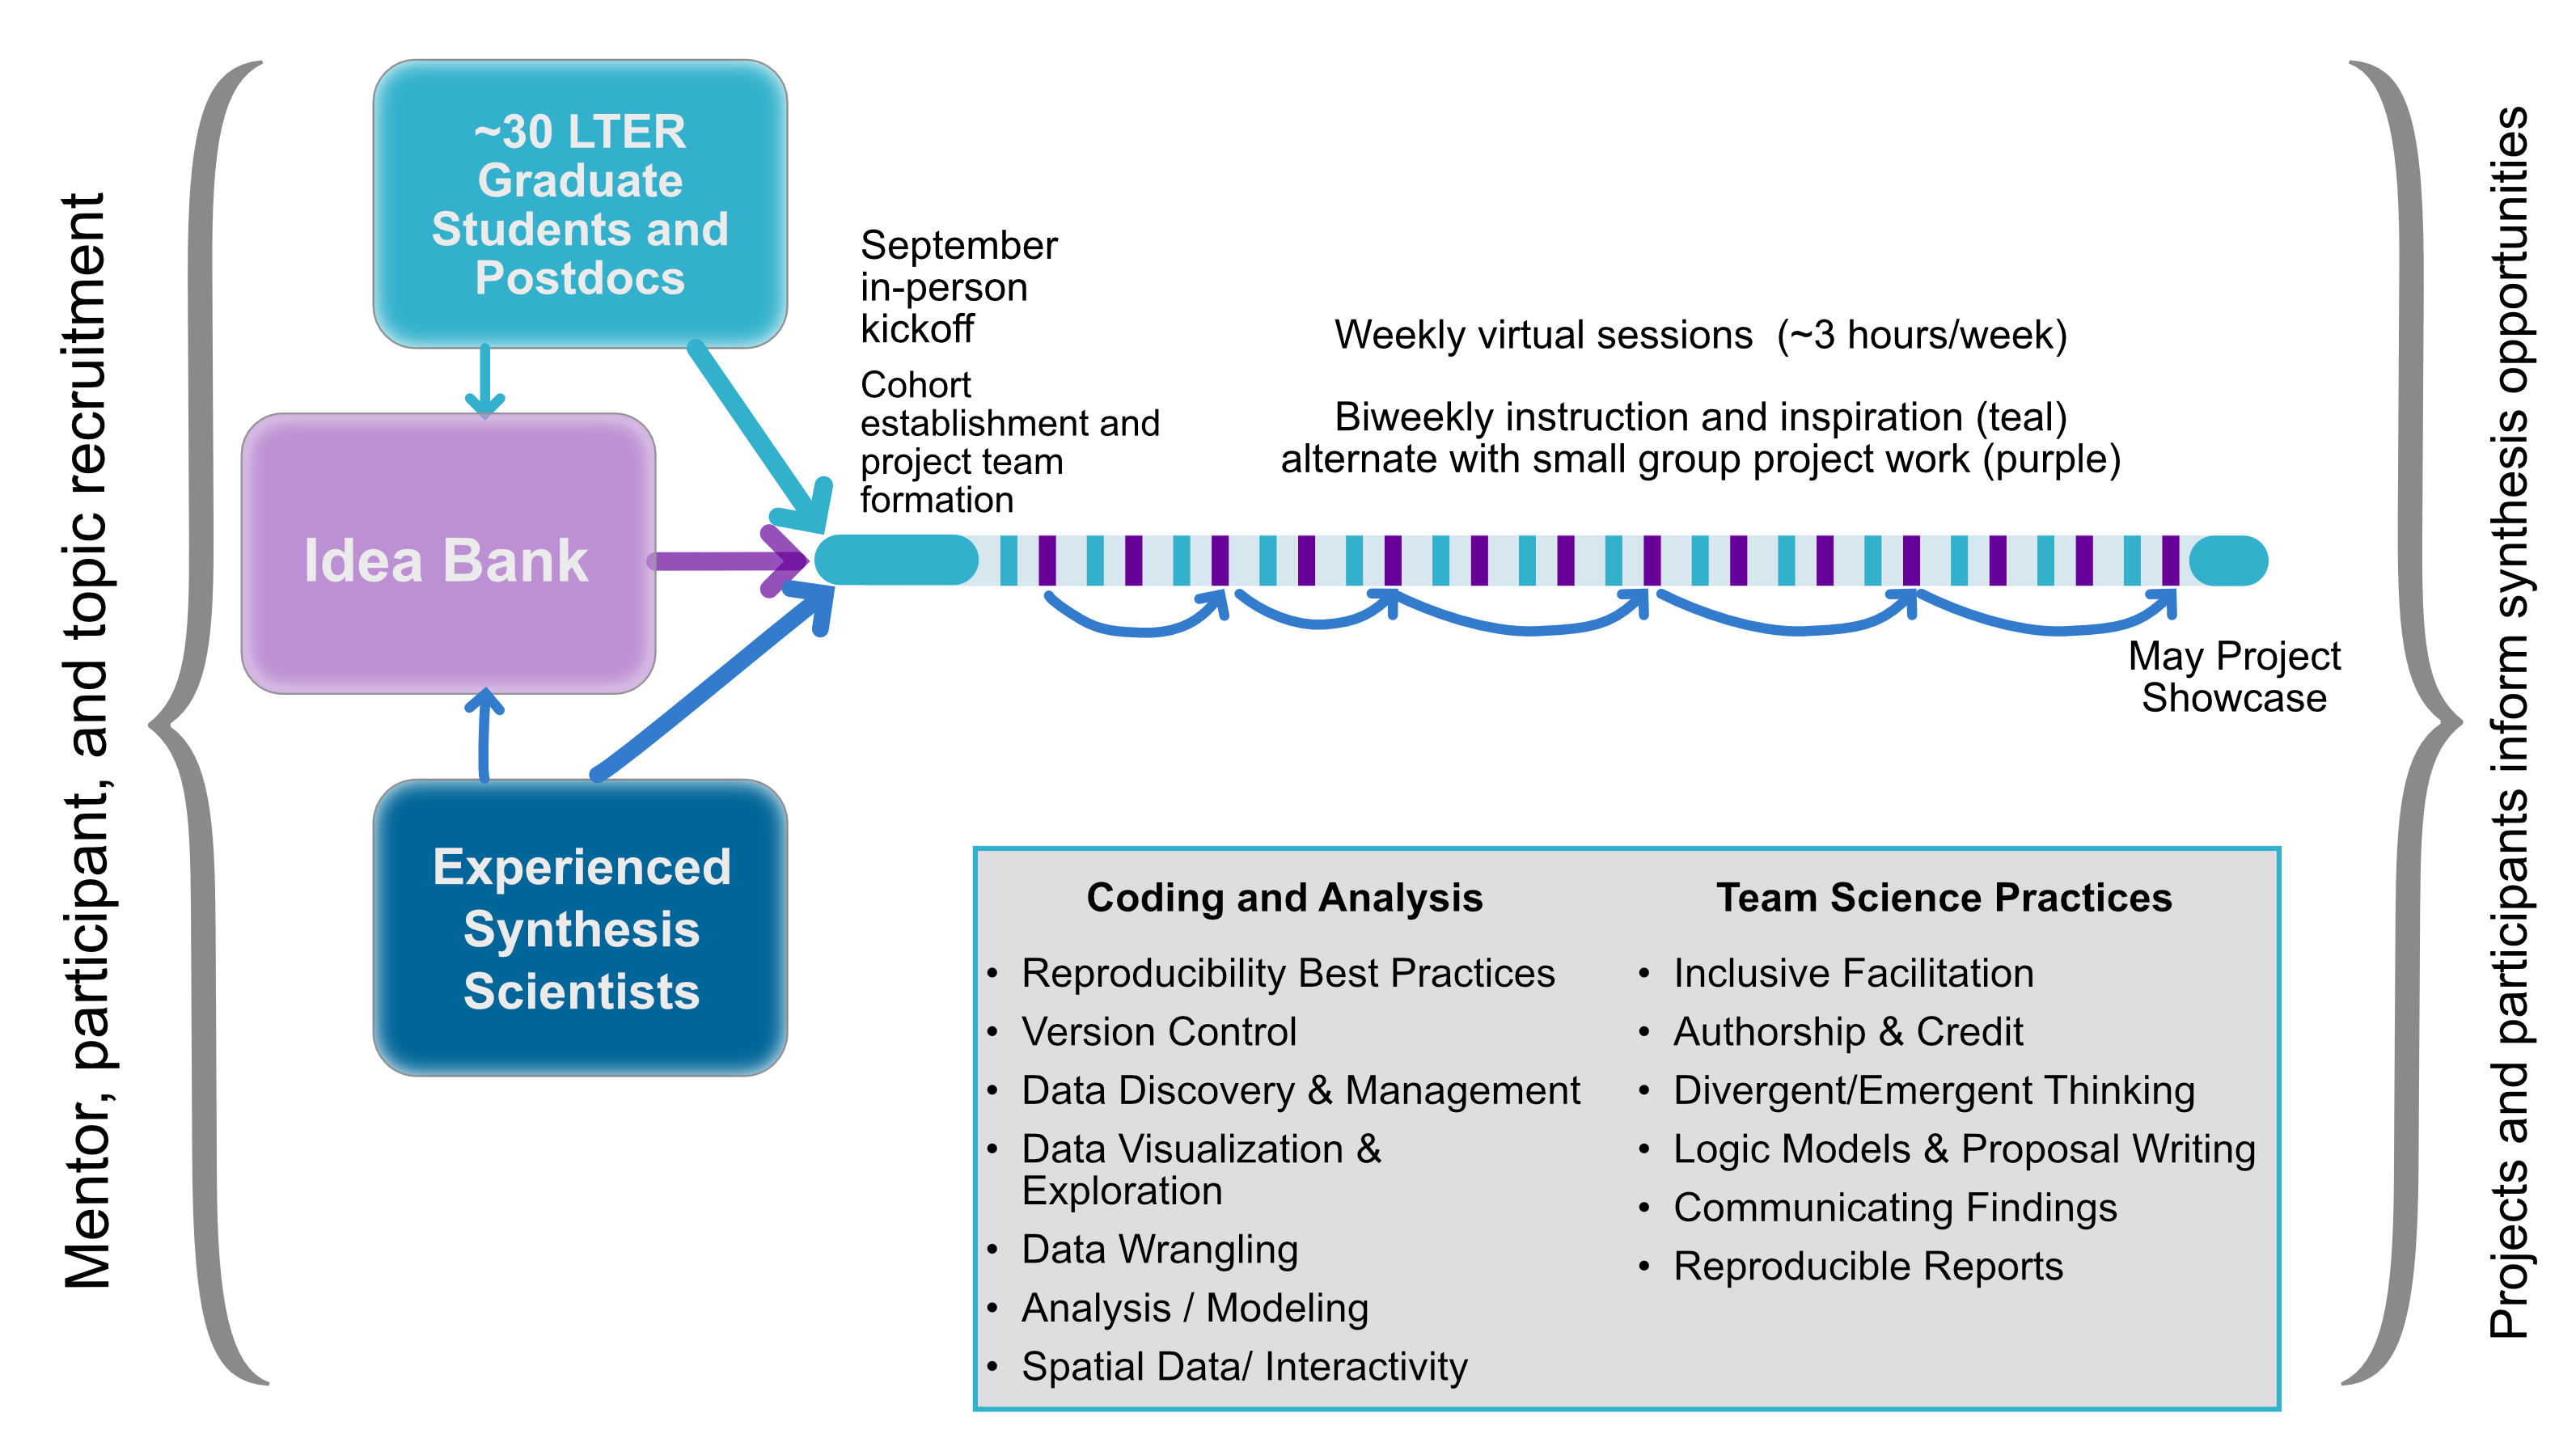 Mentor, participant, and topic recruitment
~30 LTER
Graduate
Students and
Postdocs
Idea Bank
Experienced
Synthesis
Scientists
September
in-person
kickoff
Cohort
establishment and
project team
formation
Weekly virtual sessions (~3 hours/week)
Biweekly instruction and inspiration (teal)
alternate with small group project work (purple)
May Project
Showcase
Coding and Analysis
• Reproducibility Best Practices
• Version Control
• Data Discovery & Management
• Data Visualization &
Exploration
• Data Wrangling
• Analysis / Modeling
• Spatial Data/ Interactivity
Team Science Practices
• Inclusive Facilitation
• Authorship & Credit
• Divergent/Emergent Thinking
• Logic Models & Proposal Writing
• Communicating Findings
• Reproducible Reports
Projects and participants inform synthesis opportunities